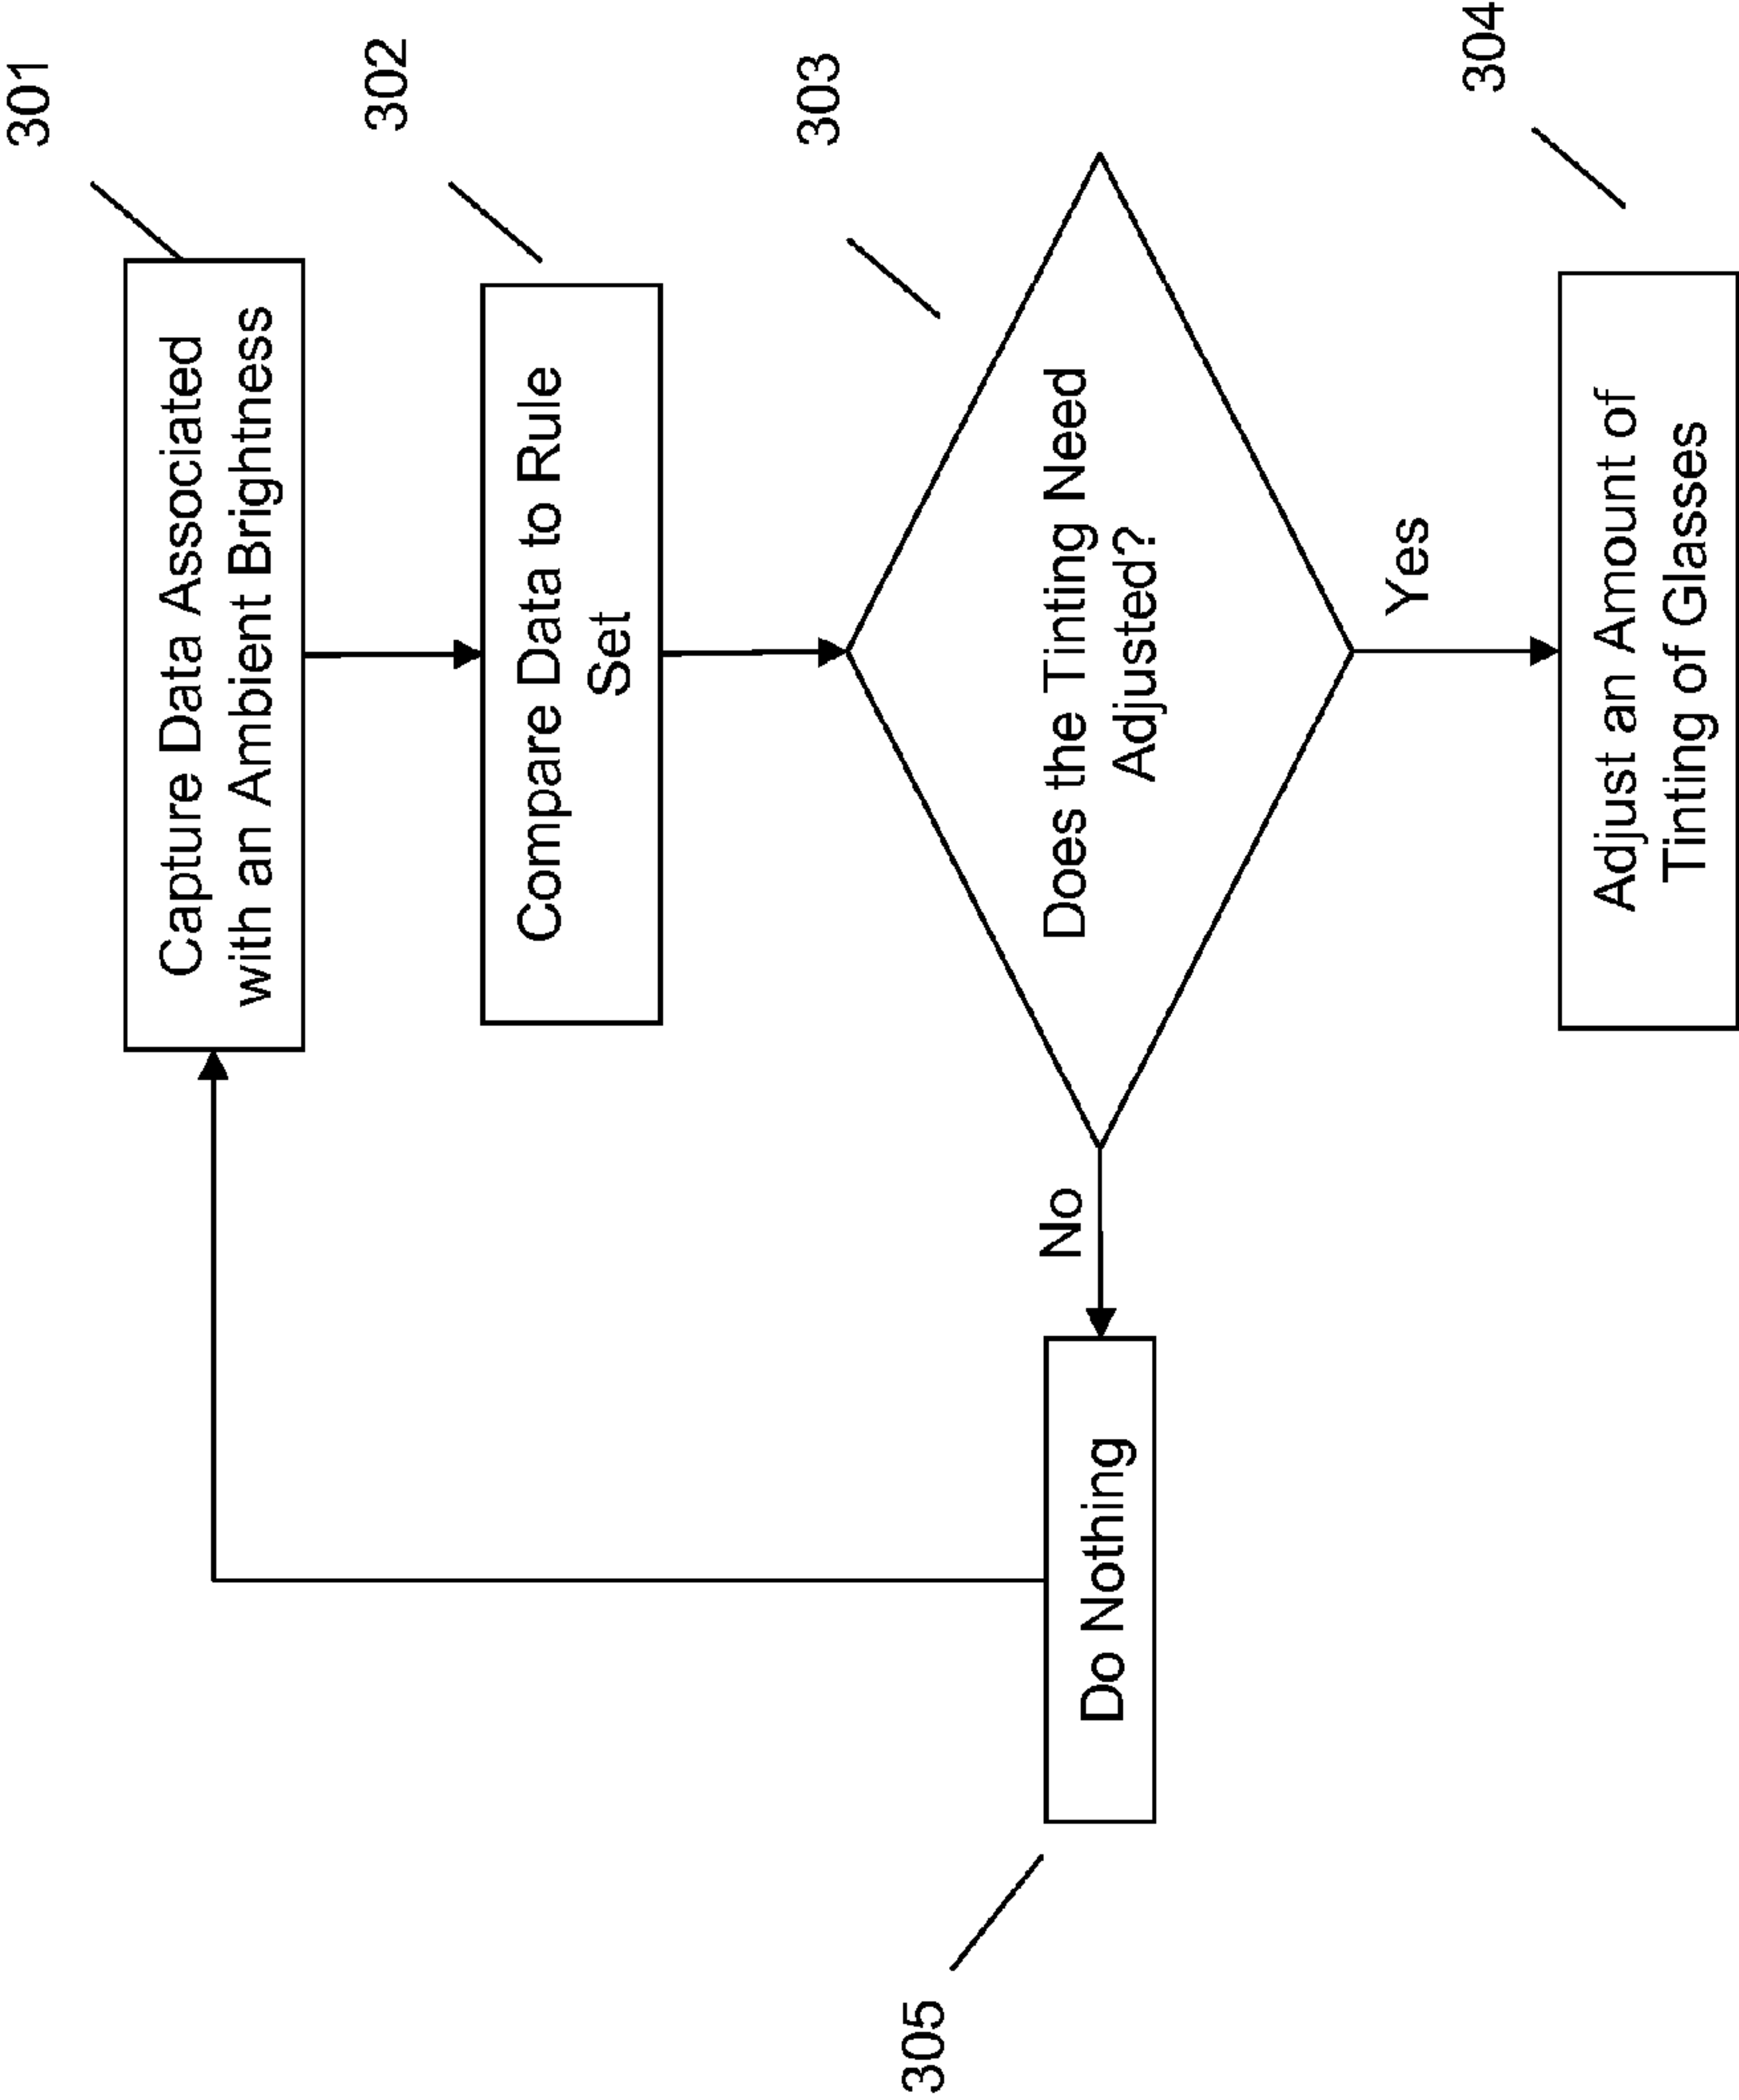 301
Capture Data Associated
with an Ambient Brightness
302
Compare Data to Rule
Set
303
Does the Tinting Need
Adjusted?
No
Yes
305
Do Nothing
304
Adjust an Amount of
Tinting of Glasses